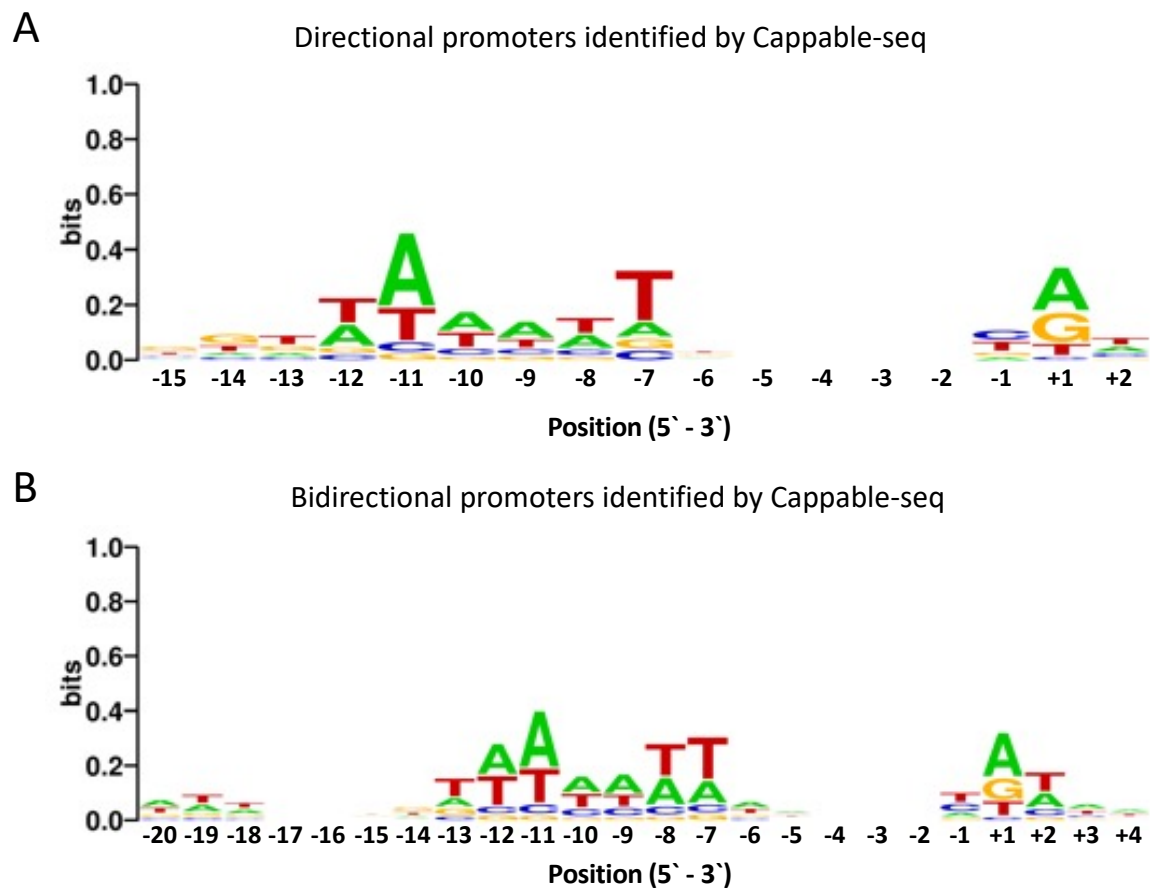 A
Directional promoters identified by Cappable-seq
bits
1.0
0.8
0.6
0.4
0.2
0.0
-15 -14 -13 -12 -11 -10 -9 -8 -7 -6 -5 -4 -3 -2 -1 +1 +2
Position (5` - 3`)
B
Bidirectional promoters identified by Cappable-seq
bits
1.0
0.8
0.6
0.4
0.2
0.0
-20 -19 -18 -17 -16 -15 -14 -13 -12 -11 -10 -9 -8 -7 -6 -5 -4 -3 -2 -1 +1 +2 +3 +4
Position (5` - 3`)